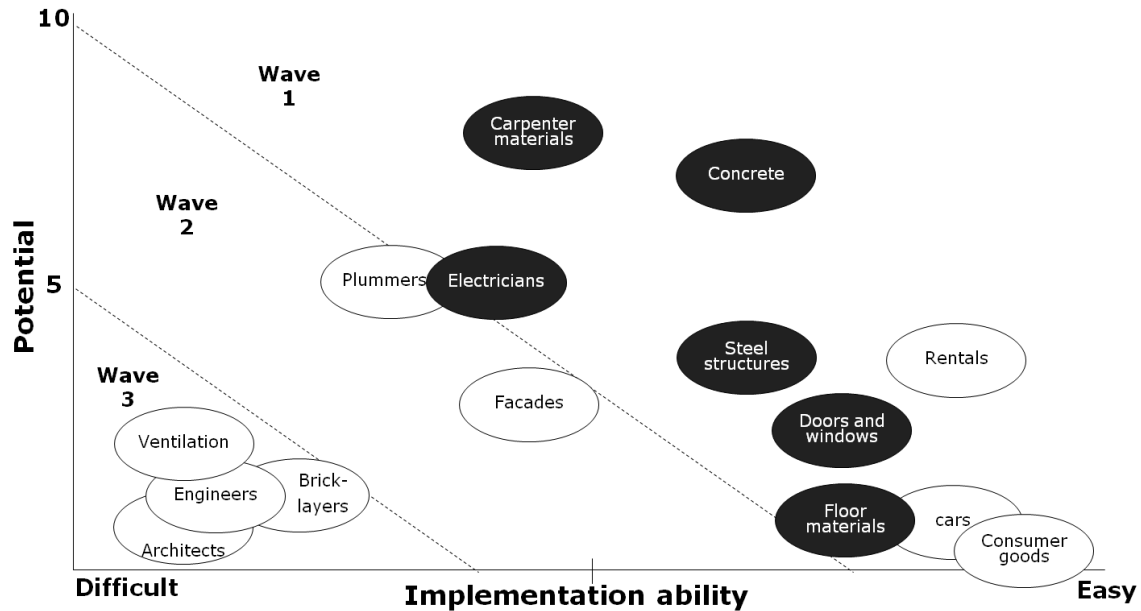 10
Wave
1
Carpenter
materials
Concrete
Wave
2
Potential
Plummers
Electricians
5
Steel
structures
Rentals
Wave
3
Facades
Doors and
windows
Ventilation
Engineers
Brick-
layers
Architects
Floor
materials
cars
Consumer
goods
Difficult
Implementation ability
Easy